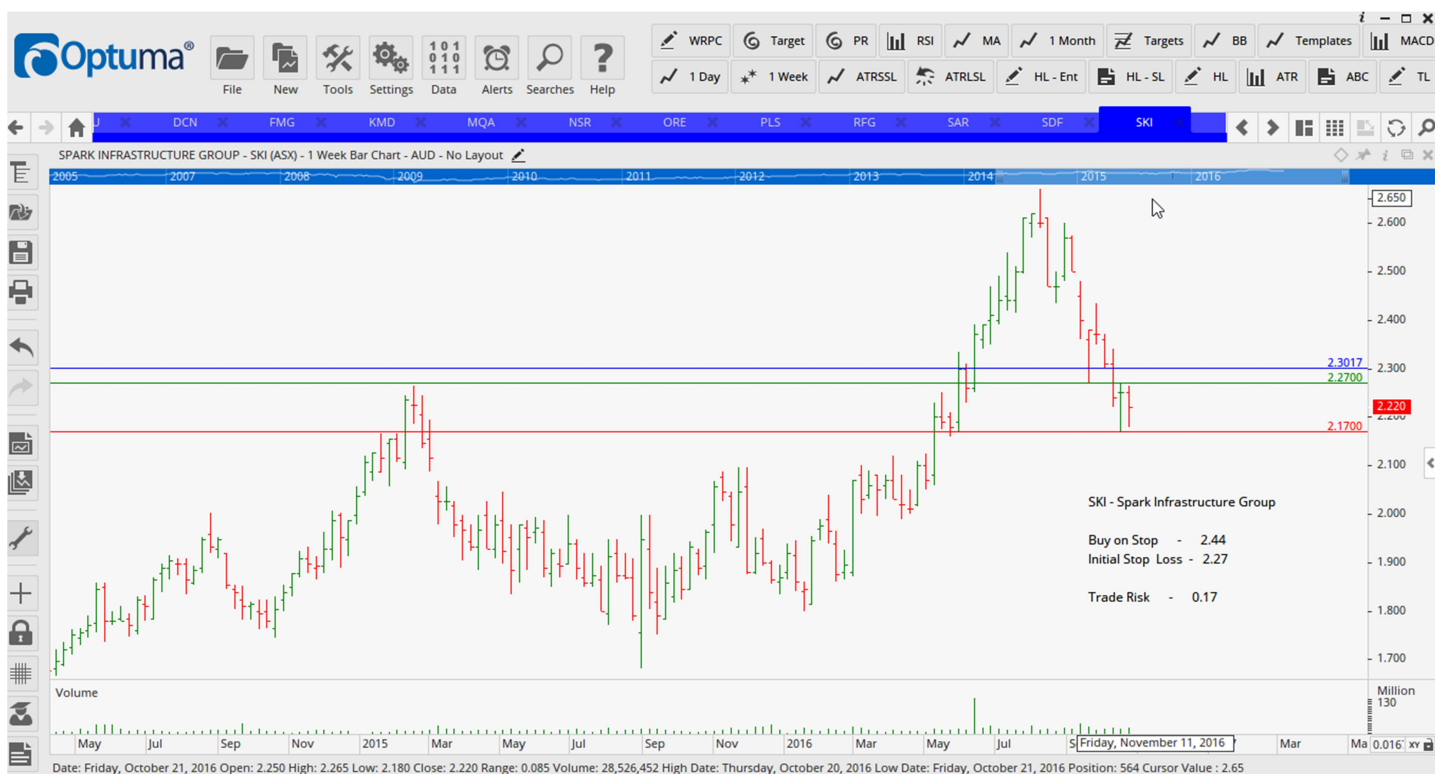 i
Optuma®
File
New
Tools
Settings
101
010
111
Data
Alerts
Searches
?
Help
WRPC
Target
PR
RSI
MA
1 Month
Targets
BB
Templates
MACD
1 Day
1 Week
ATRSSL
ATRLSL
HL - Ent
HL - SL
HL
ATR
ABC
TL
DCN
FMG
KMD
MQA
NSR
ORE
PLS
RFG
SAR
SDF
SKI
SPARK INFRASTRUCTURE GROUP - SKI (ASX) - 1 Week Bar Chart - AUD - No Layout
i
2005 2007 2008 2009 2010 2011 2012 2013 2014 2015 2016
2.650
2.600
2.500
2.400
2.3017
2.300
2.2700
2.220
2.200
2.1700
2.100
2.000
1.900
1.800
1.700
SKI - Spark Infrastructure Group
Buy on Stop - 2.44
Initial Stop Loss - 2.27
Trade Risk - 0.17
Volume
Million
130
May Jul Sep Nov 2015 Mar May Jul Sep Nov 2016 Mar May Jul S Friday, November 11, 2016 Mar Ma 0.016 XY
Date: Friday, October 21, 2016 Open: 2.250 High: 2.265 Low: 2.180 Close: 2.220 Range: 0.085 Volume: 28,526,452 High Date: Thursday, October 20, 2016 Low Date: Friday, October 21, 2016 Position: 564 Cursor Value : 2.65